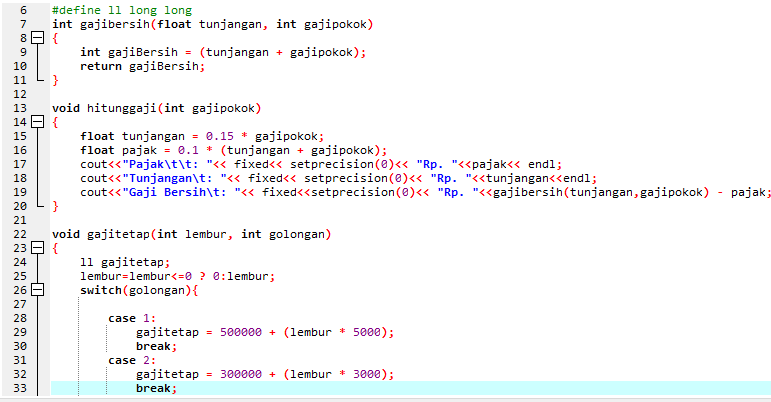 6 #define ll long long
7 int gajibersih(float tunjangan, int gajipokok)
8 {
9     int gajiBersih = (tunjangan + gajipokok);
10     return gajiBersih;
11 }
12
13 void hitunggaji(int gajipokok)
14 {
15     float tunjangan = 0.15 * gajipokok;
16     float pajak = 0.1 * (tunjangan + gajipokok);
17     cout<<"Pajak\t\t: "<< fixed<< setprecision(0)<< "Rp. "<<pajak<< endl;
18     cout<<"Tunjangan\t: "<< fixed<< setprecision(0)<< "Rp. "<<tunjangan<<endl;
19     cout<<"Gaji Bersih\t: "<< fixed<<setprecision(0)<< "Rp. "<<gajibersih(tunjangan,gajipokok) - pajak;
20 }
21
22 void gajitetap(int lembur, int golongan)
23 {
24     ll gajitetap;
25     lembur=lembur<=0 ? 0:lembur;
26     switch(golongan){
27
28         case 1:
29             gajitetap = 500000 + (lembur * 5000);
30             break;
31         case 2:
32             gajitetap = 300000 + (lembur * 3000);
33             break;